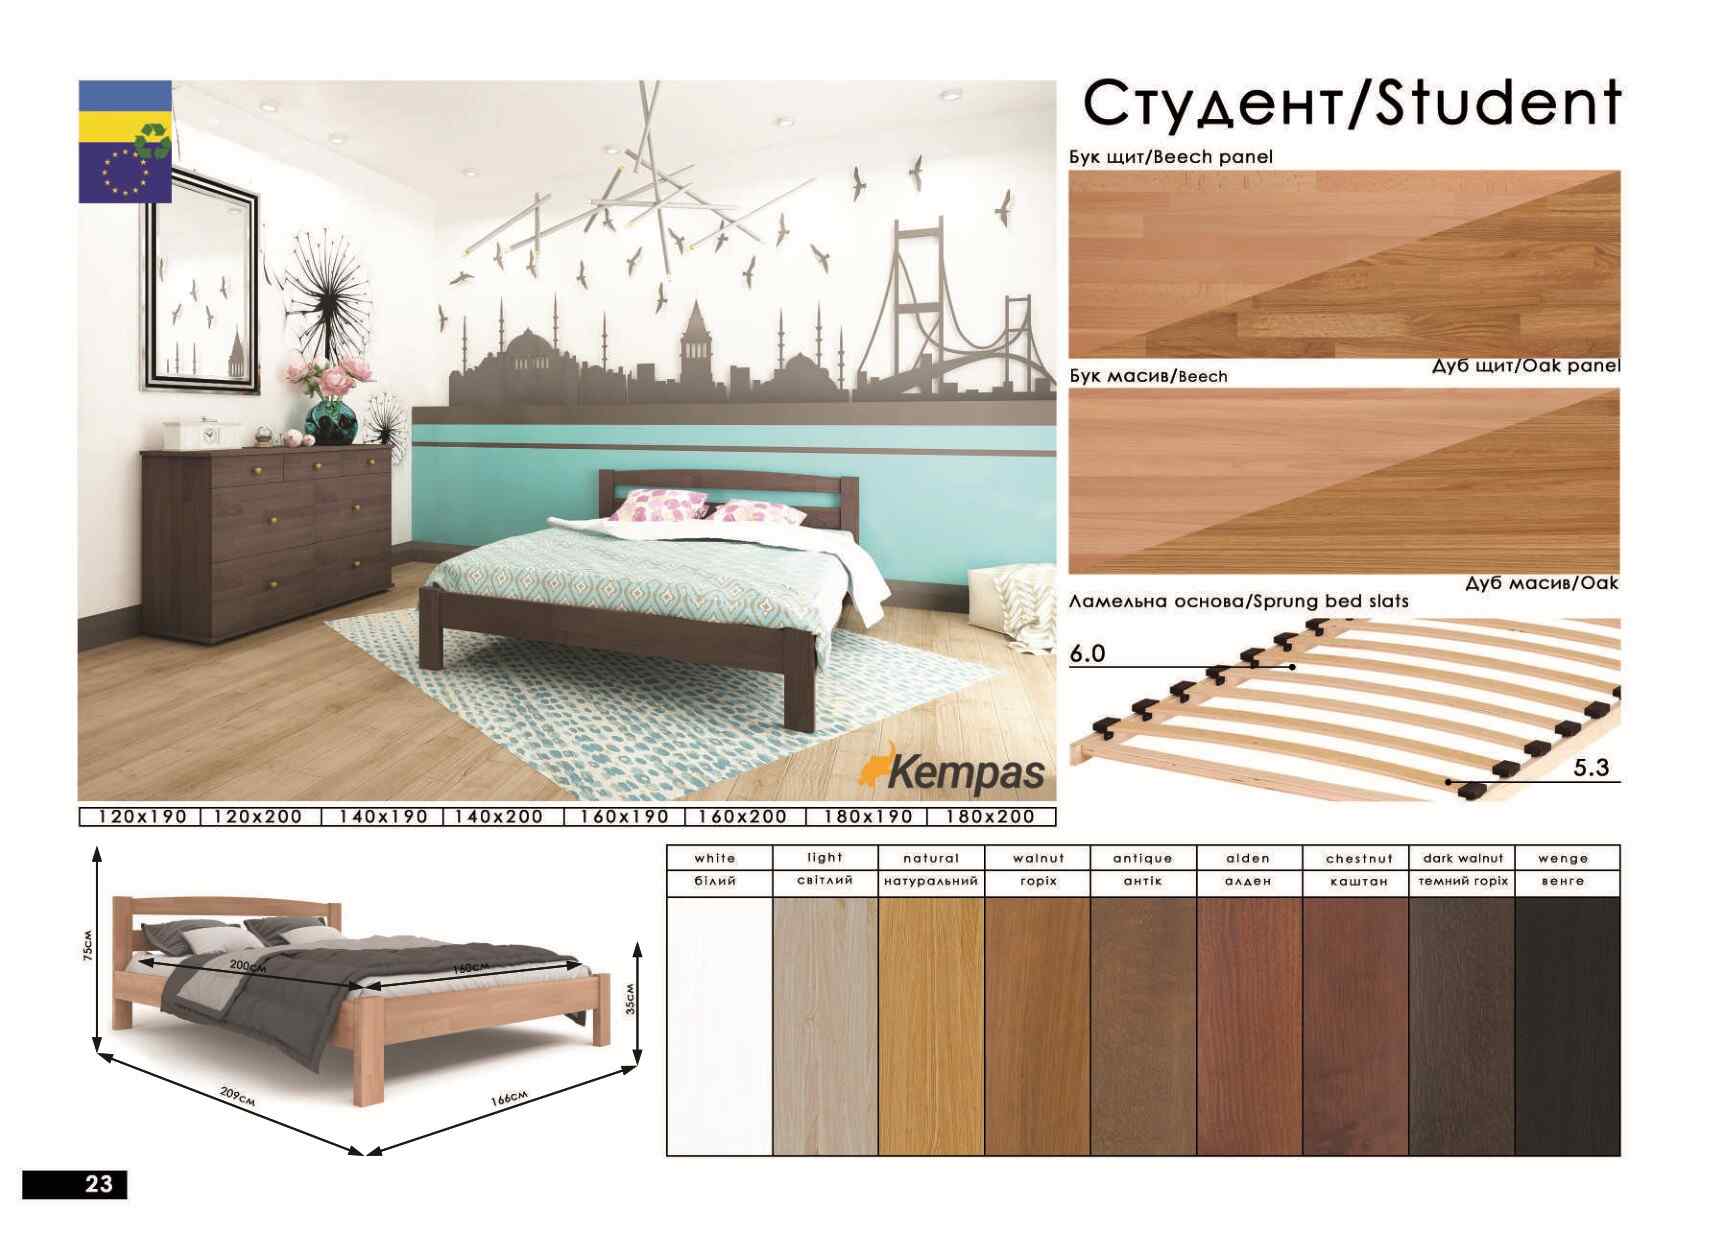 Студент/Student
Бук щит/Beech panel
Дуб щит/Oak panel
Бук масив/Beech
Дуб масив/Oak
Ламельна основа/Sprung bed slats
6.0
5.3
Kempas
120x190 120x200 140x190 140x200 160x190 160x200 180x190 180x200
75см
200см
160см
35см
209см
166см
white light natural walnut antique alden chestnut dark walnut wenge
білий світлий натуральний горіх антік алден каштан темний горіх венге
23